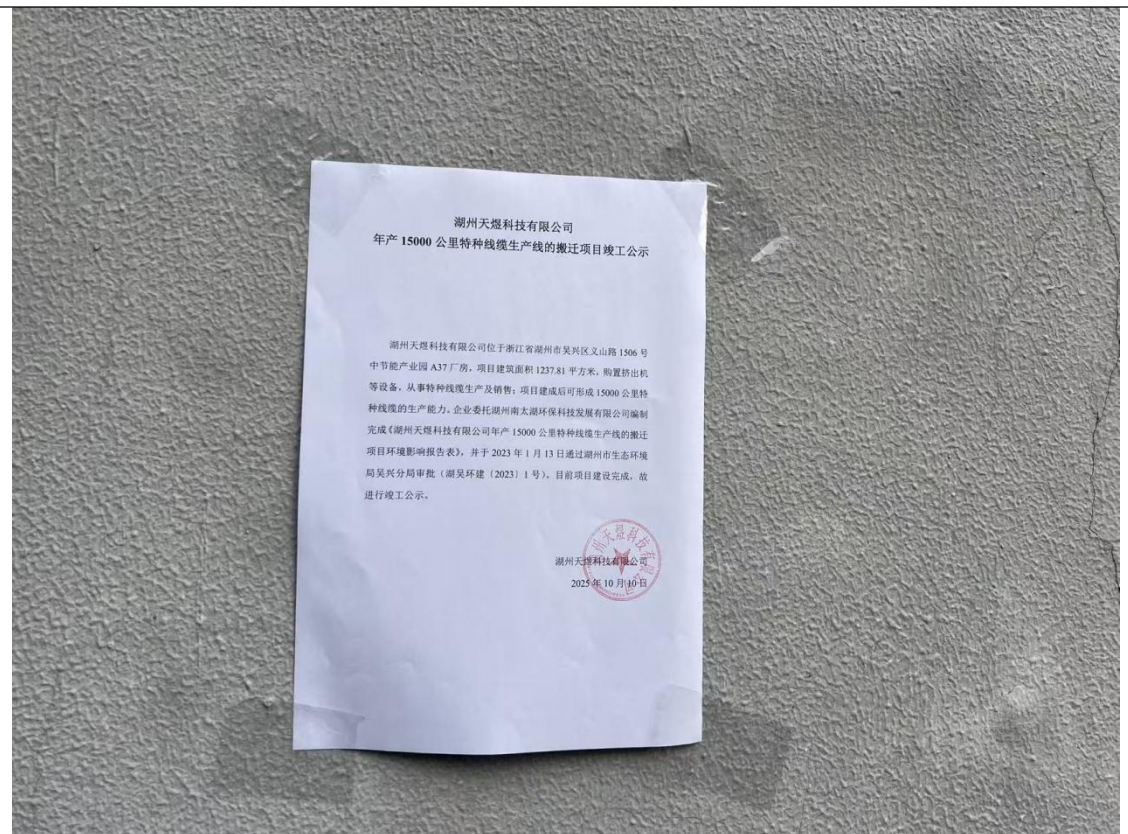 湖州天煜科技有限公司
年产 15000 公里特种线缆生产线的搬迁项目竣工公示
湖州天煜科技有限公司位于浙江省湖州市吴兴区义山路 1506 号
中节能产业园 A37 厂房，项目建筑面积 1237.81 平方米，购置挤出机
等设备，从事特种线缆生产及销售；项目建成后可形成 15000 公里特
种线缆的生产能力。企业委托湖州南太湖环保科技发展有限公司编制
完成《湖州天煜科技有限公司年产 15000 公里特种线缆生产线的搬迁
项目环境影响报告表》，并于 2023 年 1 月 13 日通过湖州市生态环境
局吴兴分局审批（湖吴环建〔2023〕1 号）。目前项目建设完成，故
进行竣工公示。
湖州天煜科技有限公司
2025 年 10 月 10 日
湖州天煜科技有限公司